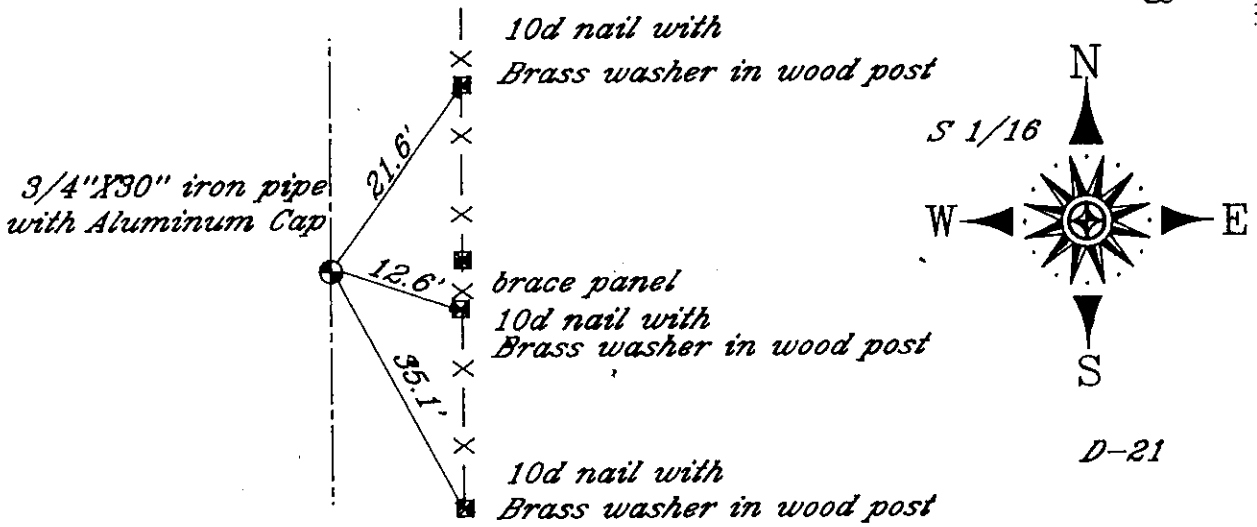 10d nail with
Brass washer in wood post
N
S 1/16
21.6'
3/4"X30" iron pipe
with Aluminum Cap
W
E
12.6'
brace panel
10d nail with
Brass washer in wood post
35.1'
S
D-21
10d nail with
Brass washer in wood post